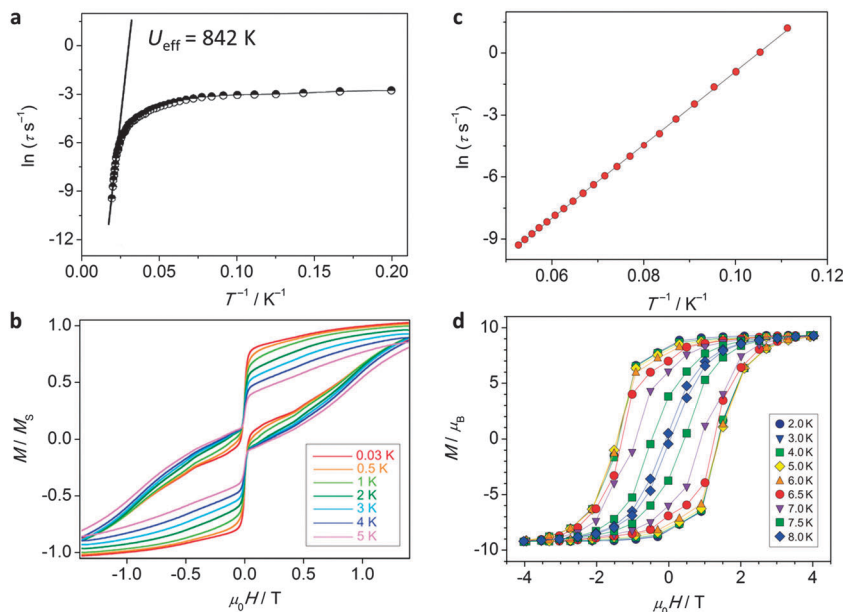 a
U_eff = 842 K
0
-3
-6
-9
-12
ln (τ s⁻¹)
0.00 0.05 0.10 0.15 0.20
T⁻¹ / K⁻¹
c
0
-3
-6
-9
ln (τ s⁻¹)
0.06 0.08 0.10 0.12
T⁻¹ / K⁻¹
b
1.0
0.5
0.0
-0.5
-1.0
M / M_S
0.03 K
0.5 K
1 K
2 K
3 K
4 K
5 K
-1.0 -0.5 0.0 0.5 1.0
μ₀H / T
d
10
5
0
-5
-10
M / μ_B
2.0 K
3.0 K
4.0 K
5.0 K
6.0 K
6.5 K
7.0 K
7.5 K
8.0 K
-4 -2 0 2 4
μ₀H / T